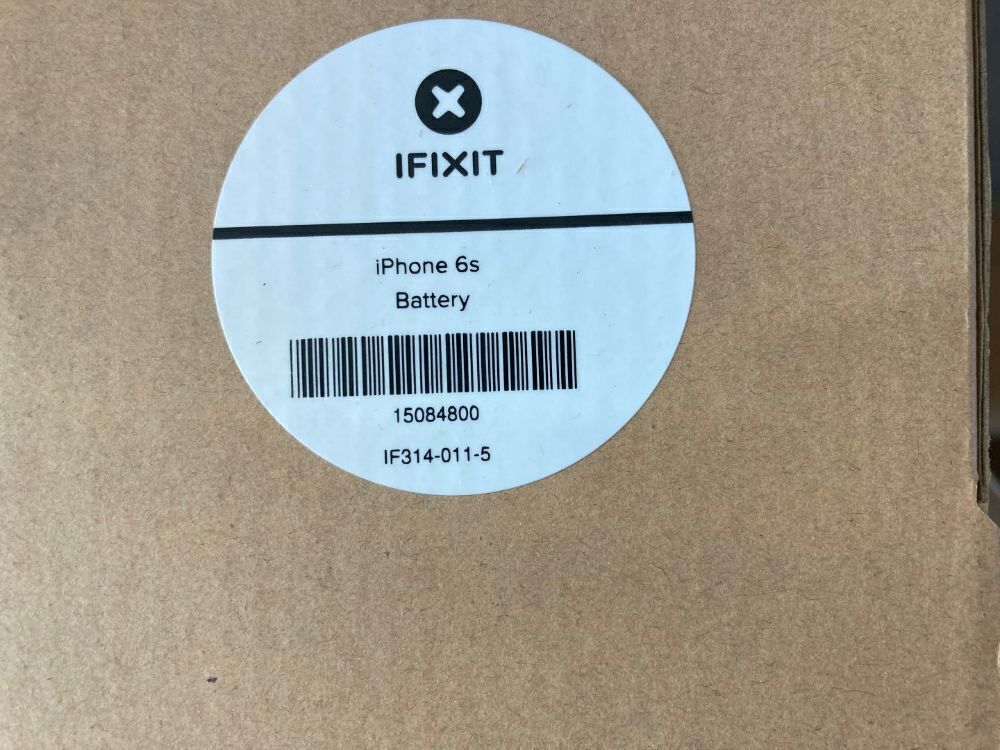 IFIXIT
iPhone 6s
Battery
15084800
IF314-011-5